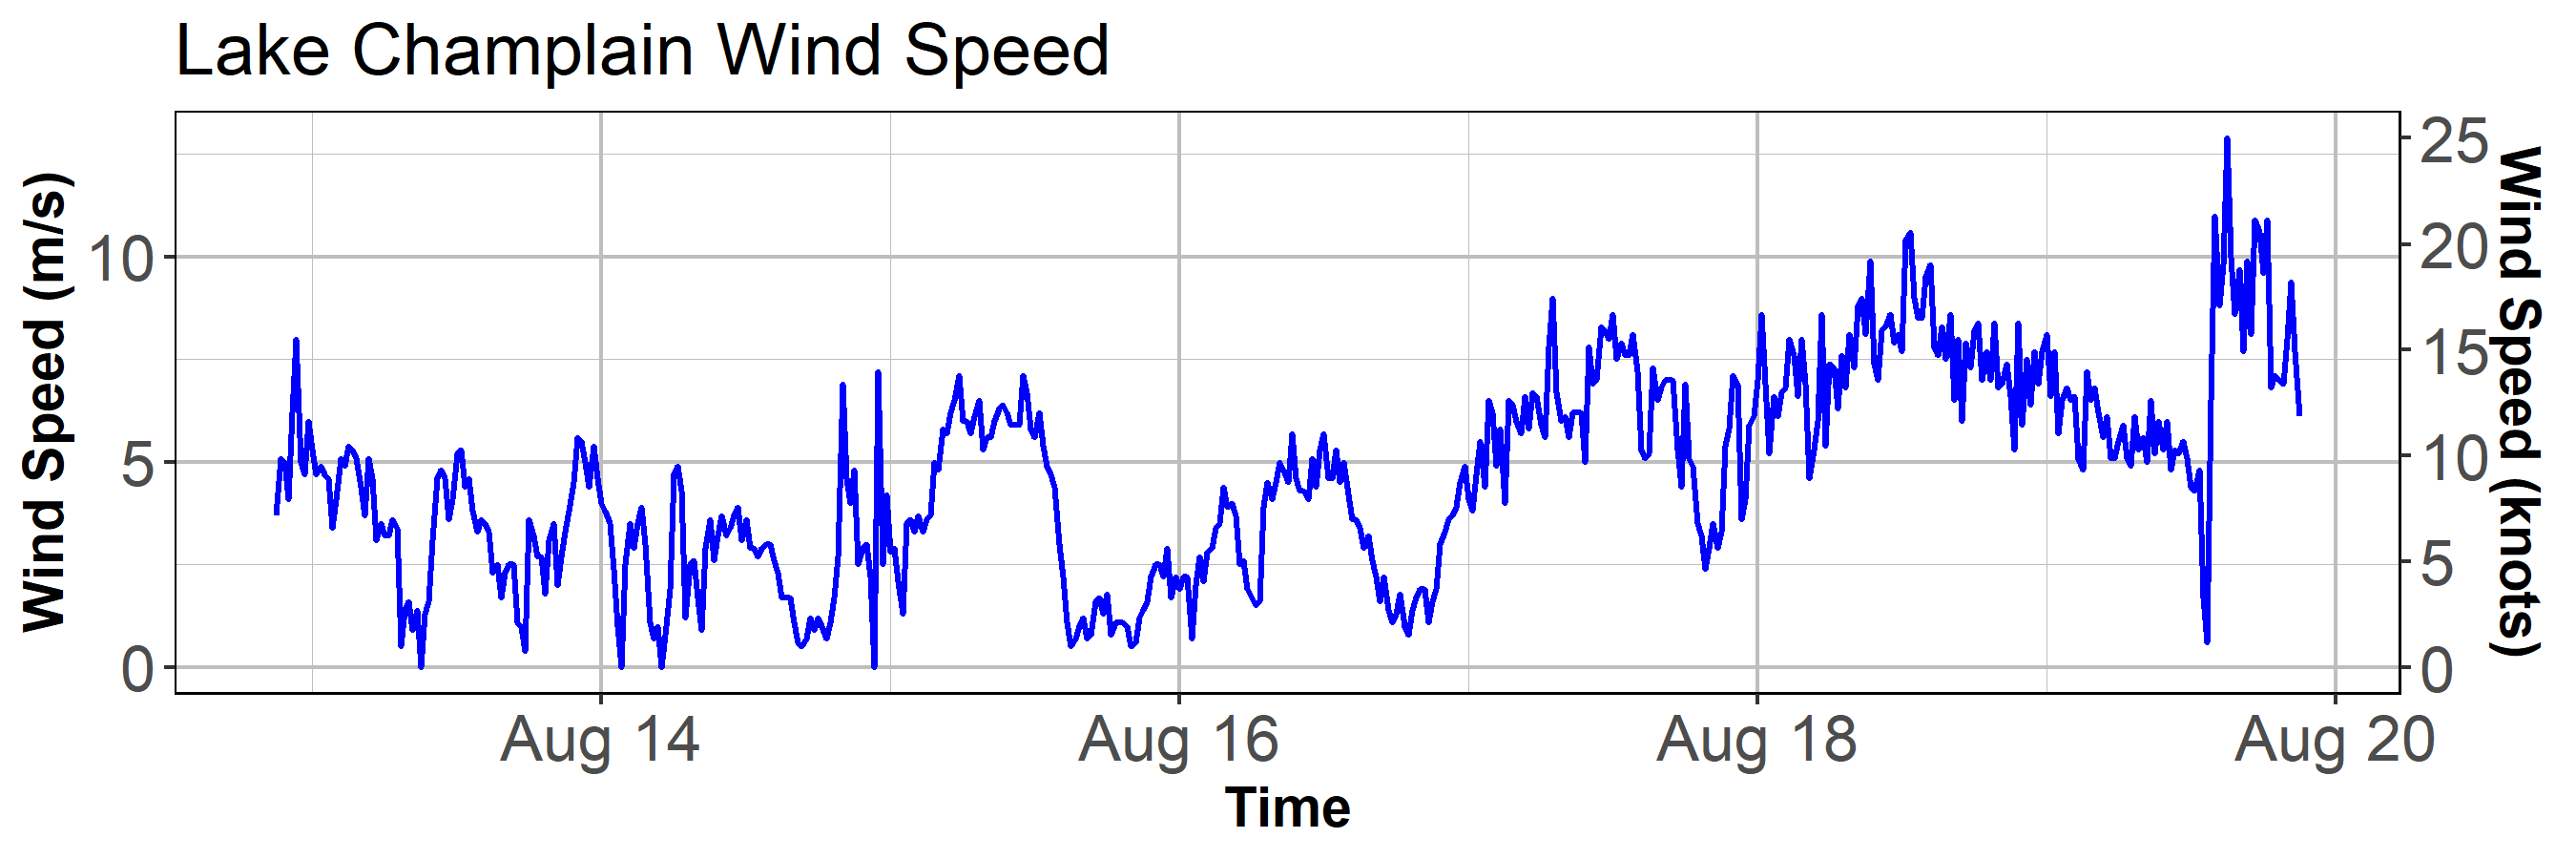 Lake Champlain Wind Speed
Wind Speed (m/s)
10
5
0
25
20
15
10
5
0
Wind Speed (knots)
Aug 14
Aug 16
Aug 18
Aug 20
Time